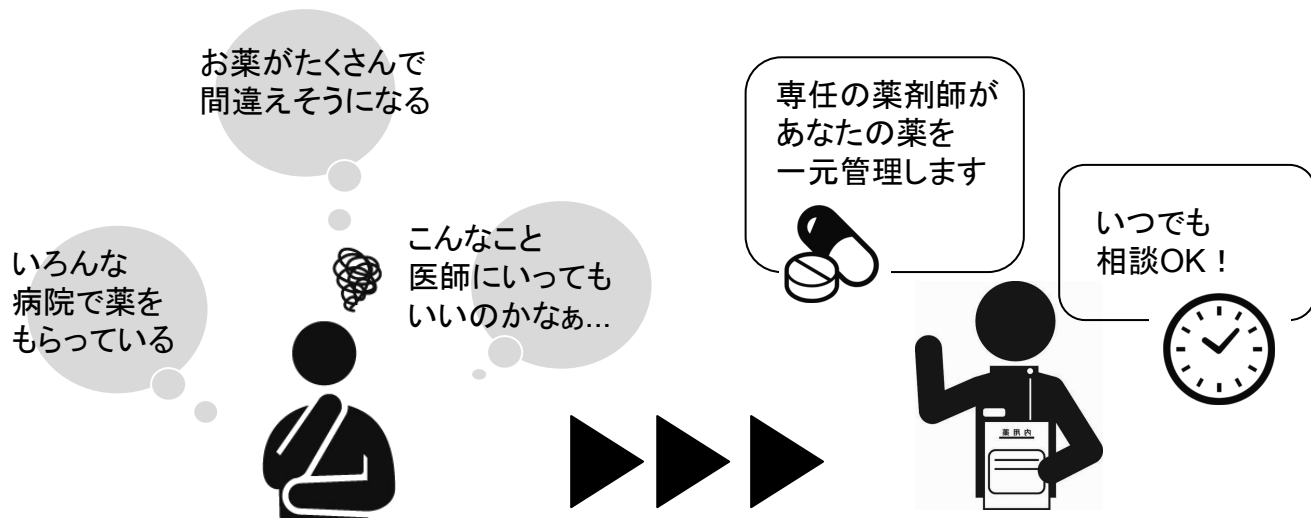 お薬がたくさんで
間違えそうになる
いろんな
病院で薬を
もらっている
こんなこと
医師にいっても
いいのかなぁ...
専任の薬剤師が
あなたの薬を
一元管理します
いつでも
相談OK！
薬用内